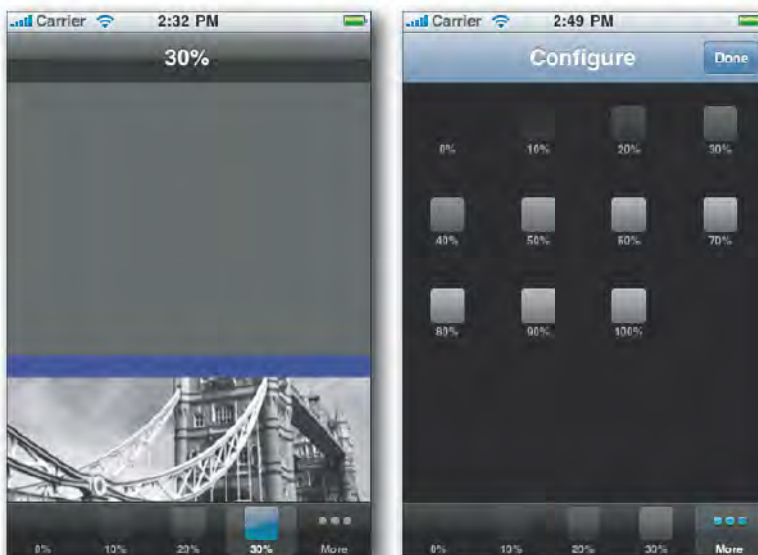 Carrier 2:32 PM
30%
0% 10% 20% 30% More
Carrier 2:49 PM
Configure Done
0% 10% 20% 30%
40% 50% 60% 70%
80% 90% 100%
0% 10% 20% 30% More